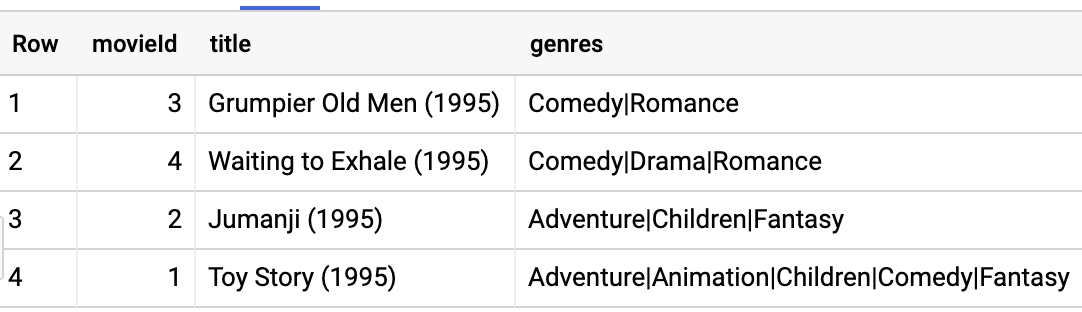 Row movieId title genres
1 3 Grumpier Old Men (1995) Comedy|Romance
2 4 Waiting to Exhale (1995) Comedy|Drama|Romance
3 2 Jumanji (1995) Adventure|Children|Fantasy
4 1 Toy Story (1995) Adventure|Animation|Children|Comedy|Fantasy